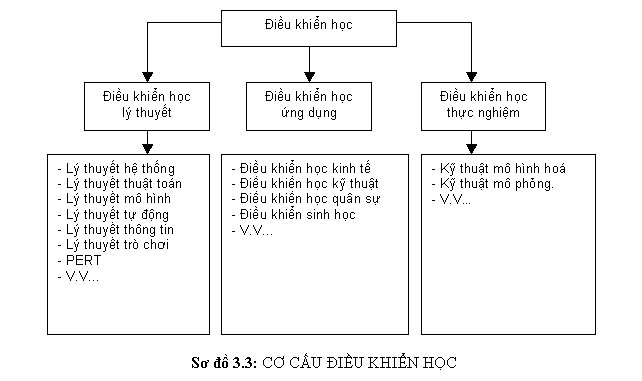 Điều khiển học
Điều khiển học
lý thuyết
Điều khiển học
ứng dụng
Điều khiển học
thực nghiệm
- Lý thuyết hệ thống
- Lý thuyết thuật toán
- Lý thuyết mô hình
- Lý thuyết tự động
- Lý thuyết thông tin
- Lý thuyết trò chơi
- PERT
- V.V...
- Điều khiển học kinh tế
- Điều khiển học kỹ thuật
- Điều khiển học quân sự
- Điều khiển sinh học
- V.V...
- Kỹ thuật mô hình hoá
- Kỹ thuật mô phỏng.
- V.V...
Sơ đồ 3.3: CƠ CẤU ĐIỀU KHIỂN HỌC